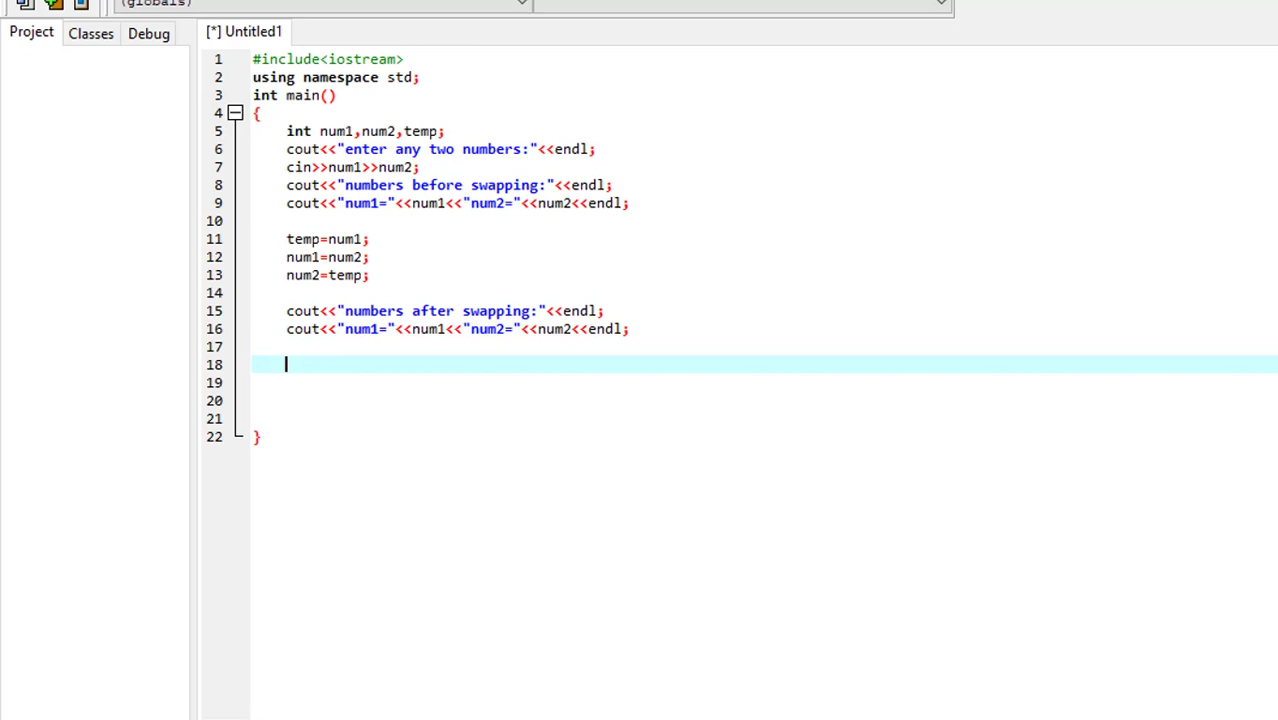 (globals)
Project Classes Debug [*] Untitled1
1 #include<iostream>
2 using namespace std;
3 int main()
4 {
5 int num1,num2,temp;
6 cout<<"enter any two numbers:"<<endl;
7 cin>>num1>>num2;
8 cout<<"numbers before swapping:"<<endl;
9 cout<<"num1="<<num1<<"num2="<<num2<<endl;
10
11 temp=num1;
12 num1=num2;
13 num2=temp;
14
15 cout<<"numbers after swapping:"<<endl;
16 cout<<"num1="<<num1<<"num2="<<num2<<endl;
17
18
19
20
21
22 }